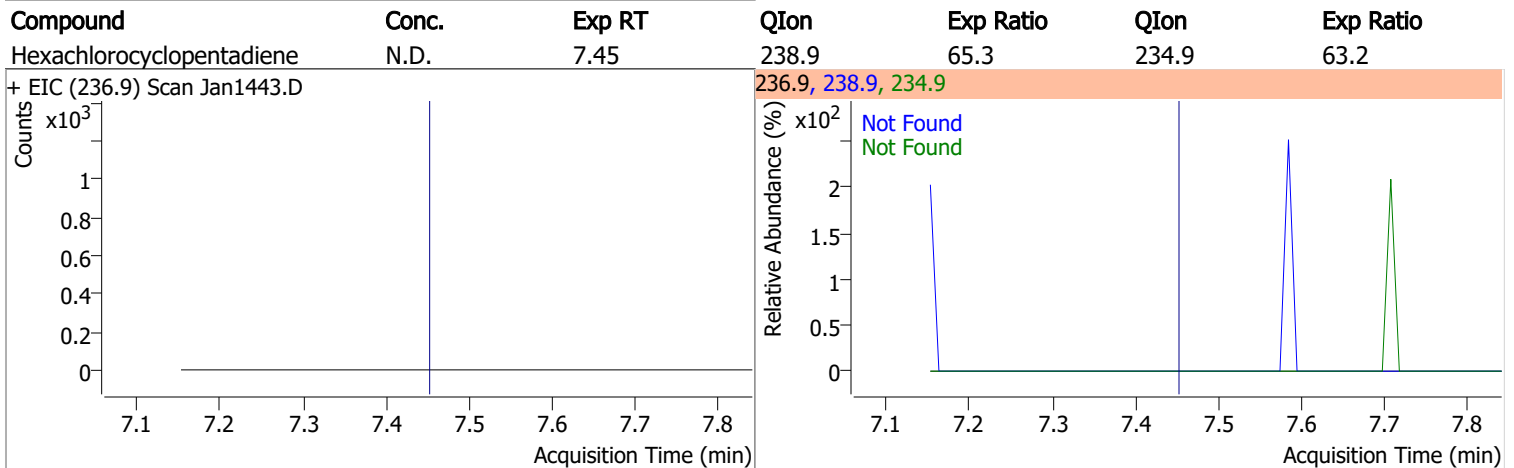 Compound Conc. Exp RT QIon Exp Ratio QIon Exp Ratio
Hexachlorocyclopentadiene N.D. 7.45 238.9 65.3 234.9 63.2
+ EIC (236.9) Scan Jan1443.D
Counts
x10³
1
0.8
0.6
0.4
0.2
0
7.1 7.2 7.3 7.4 7.5 7.6 7.7 7.8
Acquisition Time (min)
236.9, 238.9, 234.9
Relative Abundance (%)
x10²
Not Found
Not Found
2
1.5
1
0.5
0
7.1 7.2 7.3 7.4 7.5 7.6 7.7 7.8
Acquisition Time (min)